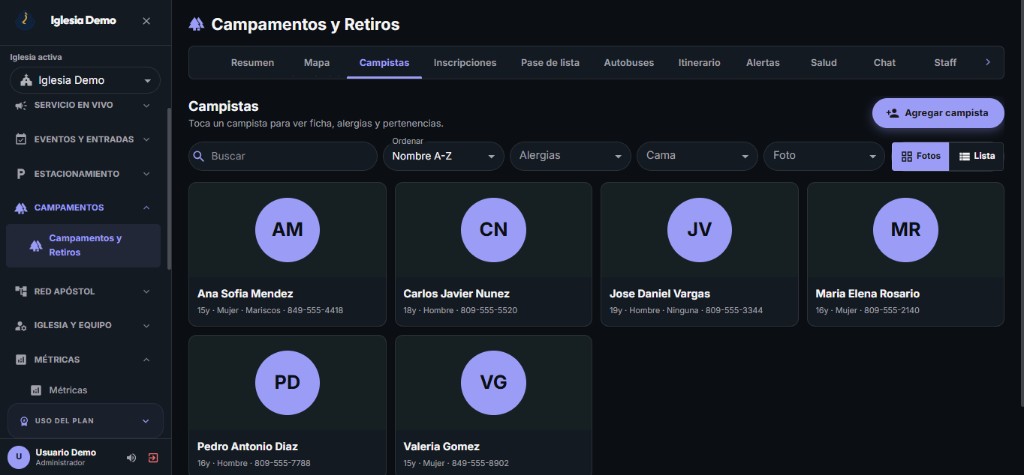 Iglesia Demo
Iglesia activa
Iglesia Demo
SERVICIO EN VIVO
EVENTOS Y ENTRADAS
P ESTACIONAMIENTO
CAMPAMENTOS
Campamentos y
Retiros
RED APÓSTOL
IGLESIA Y EQUIPO
MÉTRICAS
Métricas
USO DEL PLAN
U
Usuario Demo
Administrador
Campamentos y Retiros
Resumen Mapa Campistas Inscripciones Pase de lista Autobuses Itinerario Alertas Salud Chat Staff
Campistas
Toca un campista para ver ficha, alergias y pertenencias.
Agregar campista
Buscar
Ordenar
Nombre A-Z
Alergias
Cama
Foto
Fotos
Lista
AM
Ana Sofia Mendez
15y · Mujer · Mariscos · 849-555-4418
CN
Carlos Javier Nunez
18y · Hombre · 809-555-5520
JV
Jose Daniel Vargas
19y · Hombre · Ninguna · 809-555-3344
MR
Maria Elena Rosario
16y · Mujer · 809-555-2140
PD
Pedro Antonio Diaz
16y · Hombre · 809-555-7788
VG
Valeria Gomez
15y · Mujer · 849-555-8902